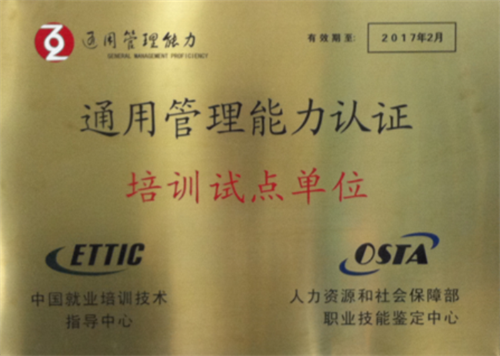 通用管理能力
GENERAL MANAGEMENT PROFICIENCY
有效期至:
2017年2月
通用管理能力认证
培训试点单位
ETTIC
OSTA
中国就业培训技术
指导中心
人力资源和社会保障部
职业技能鉴定中心